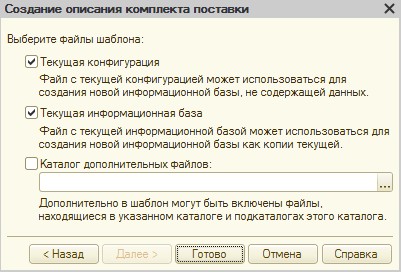 Создание описания комплекта поставки
Выберите файлы шаблона:
Текущая конфигурация
Файл с текущей конфигурацией может использоваться для
создания новой информационной базы, не содержащей данных.
Текущая информационная база
Файл с текущей информационной базой может использоваться для
создания новой информационной базы как копии текущей.
Каталог дополнительных файлов:
...
Дополнительно в шаблон могут быть включены файлы,
находящиеся в указанном каталоге и подкаталогах этого каталога.
< Назад Далее > Готово Отмена Справка